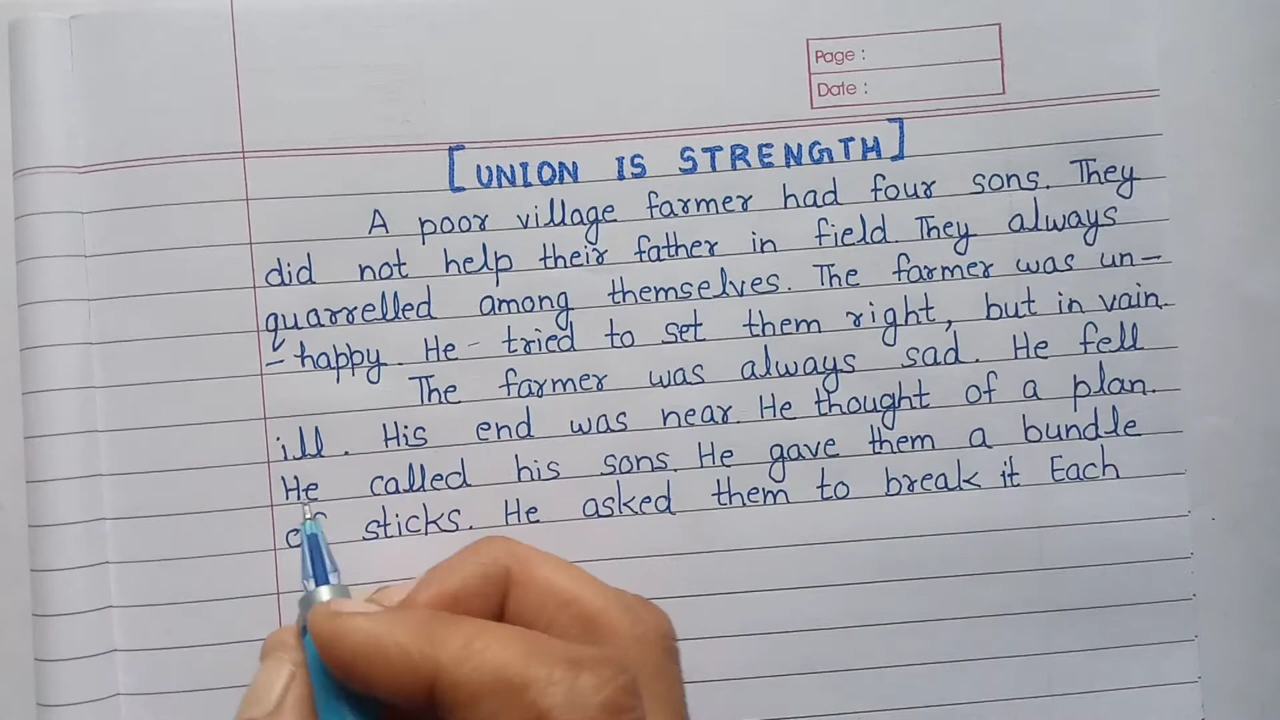 Page :
Date :
[UNION IS STRENGTH]
A poor village farmer had four sons. They
did not help their father in field. They always
quarrelled among themselves. The farmer was un-
-happy. He - tried to set them right, but in vain.
The farmer was always sad. He fell
ill. His end was near. He thought of a plan.
He called his sons. He gave them a bundle
of sticks. He asked them to break it Each